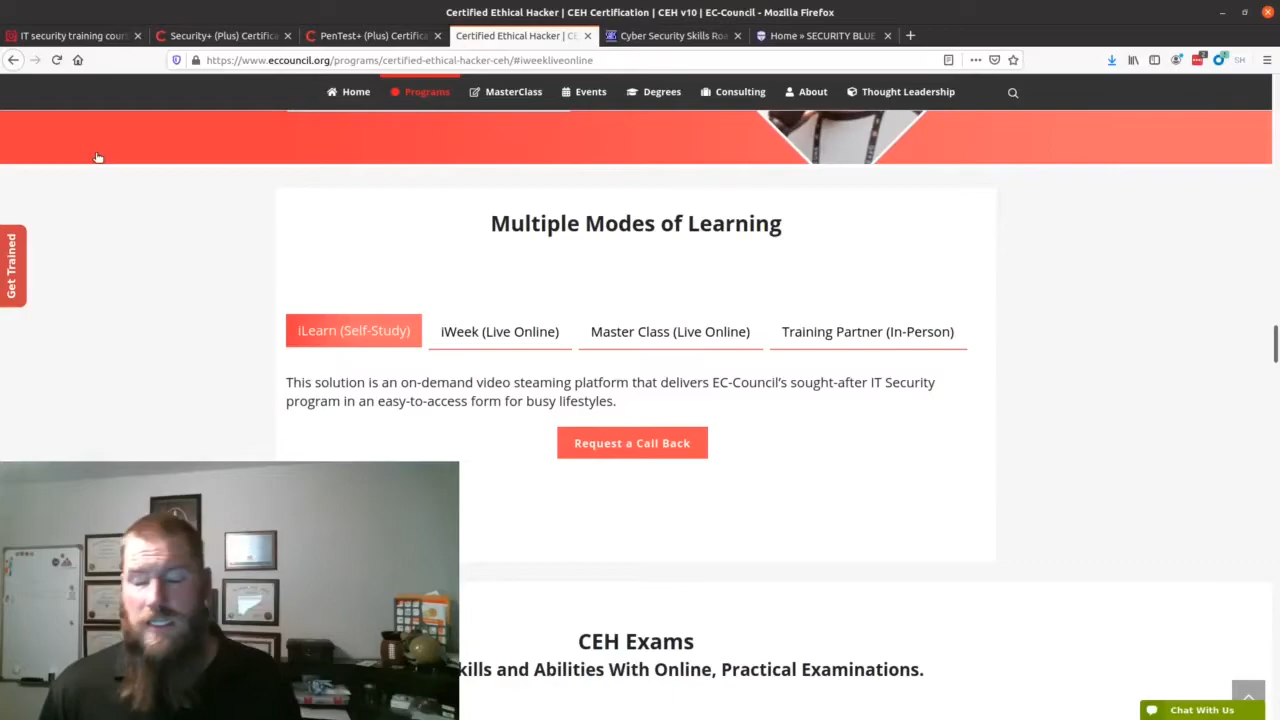 Certified Ethical Hacker | CEH Certification | CEH v10 | EC-Council - Mozilla Firefox
IT security training cours
Security+ (Plus) Certifica
PenTest+ (Plus) Certifica
Certified Ethical Hacker | CE
Cyber Security Skills Roa
Home » SECURITY BLUE
https://www.eccouncil.org/programs/certified-ethical-hacker-ceh/#iweekliveonline
SH
Home
Programs
MasterClass
Events
Degrees
Consulting
About
Thought Leadership
Get Trained
Multiple Modes of Learning
iLearn (Self-Study)
iWeek (Live Online)
Master Class (Live Online)
Training Partner (In-Person)
This solution is an on-demand video steaming platform that delivers EC-Council's sought-after IT Security
program in an easy-to-access form for busy lifestyles.
Request a Call Back
CEH Exams
kills and Abilities With Online, Practical Examinations.
Chat With Us